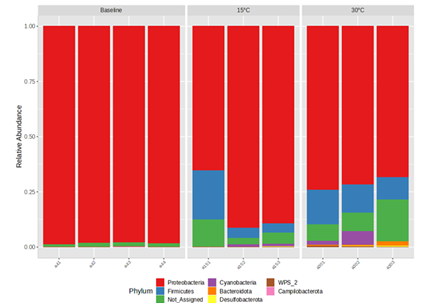 Baseline
15°C
30°C
1.00
0.75
0.50
0.25
0.00
Relative Abundance
Phylum
Proteobacteria
Firmicutes
Not_Assigned
Cyanobacteria
Bacteroidota
Desulfobacterota
WPS_2
Campilobacterota